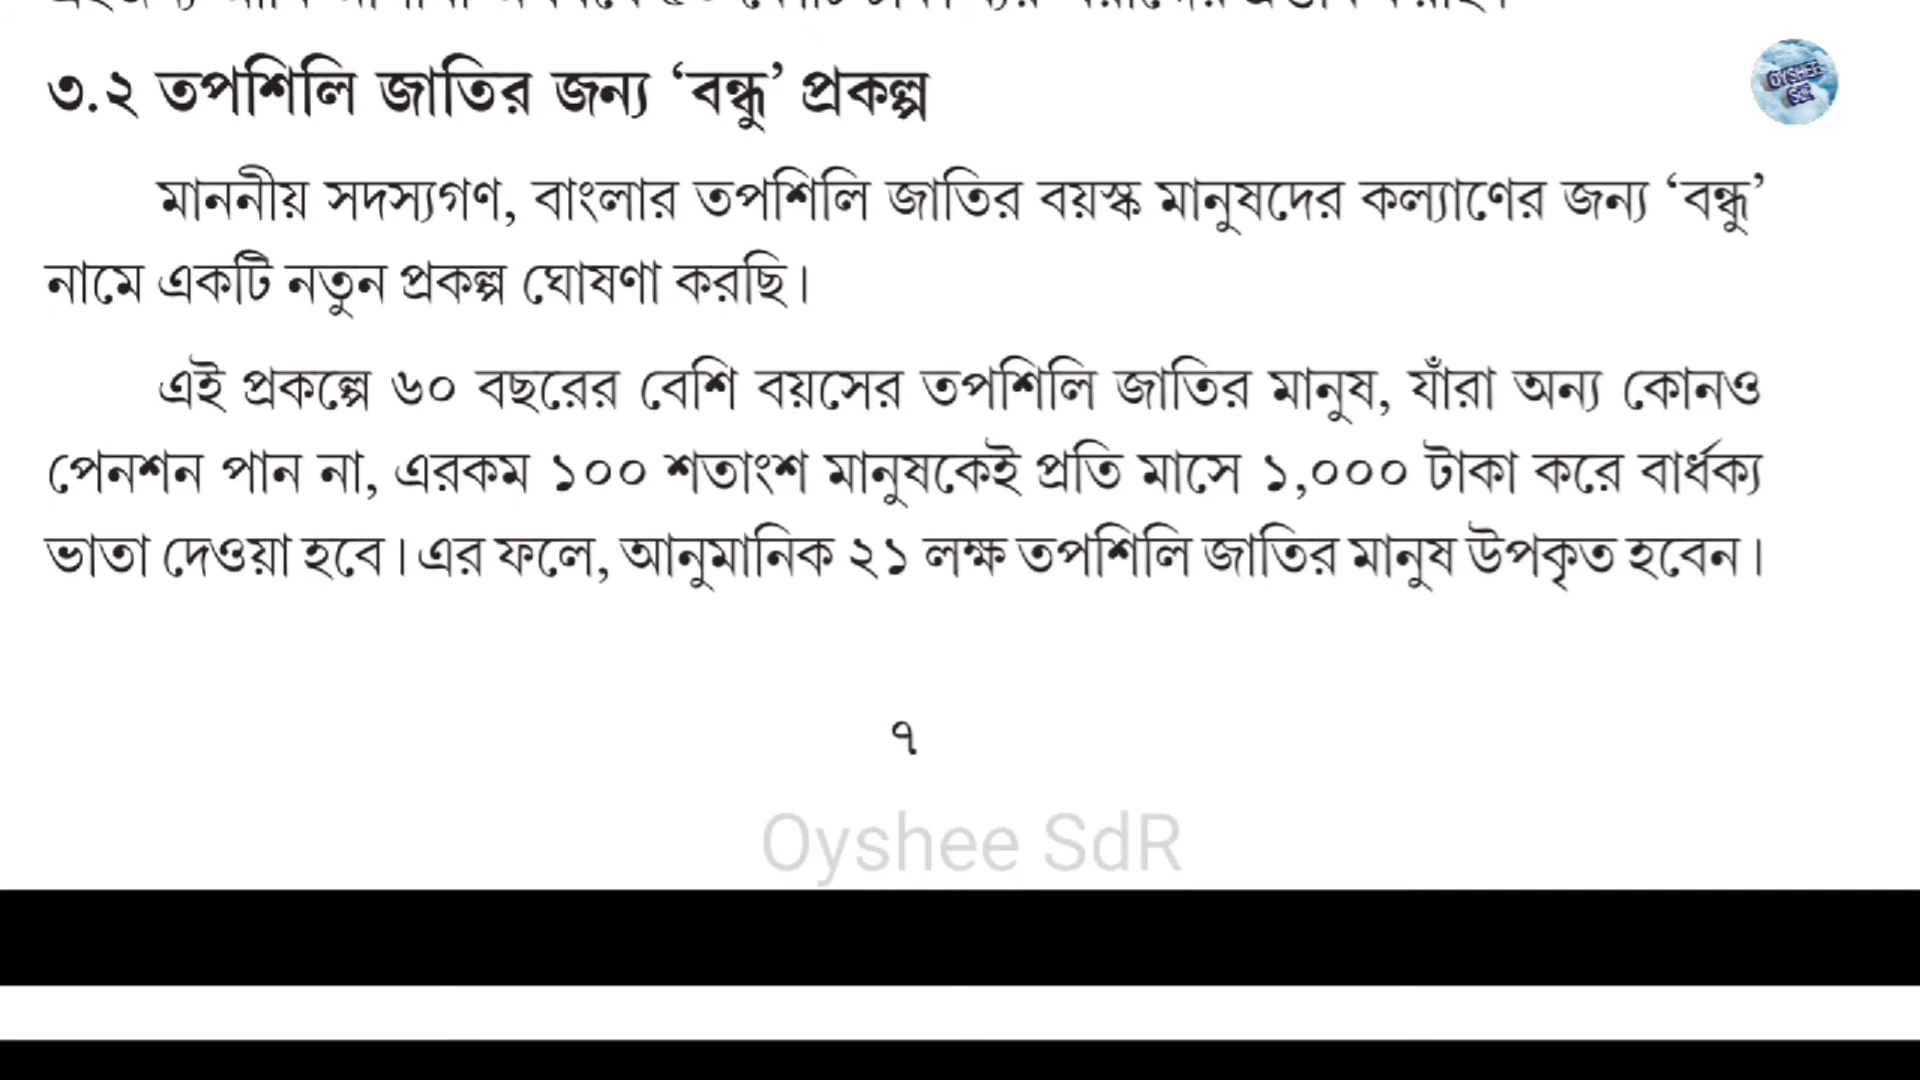 ৩.২ তপশিলি জাতির জন্য ‘বন্ধু’ প্রকল্প
OYSHEE
SdR
মাননীয় সদস্যগণ, বাংলার তপশিলি জাতির বয়স্ক মানুষদের কল্যাণের জন্য ‘বন্ধু’
নামে একটি নতুন প্রকল্প ঘোষণা করছি।
এই প্রকল্পে ৬০ বছরের বেশি বয়সের তপশিলি জাতির মানুষ, যাঁরা অন্য কোনও
পেনশন পান না, এরকম ১০০ শতাংশ মানুষকেই প্রতি মাসে ১,০০০ টাকা করে বার্ধক্য
ভাতা দেওয়া হবে। এর ফলে, আনুমানিক ২১ লক্ষ তপশিলি জাতির মানুষ উপকৃত হবেন।
৭
Oyshee SdR